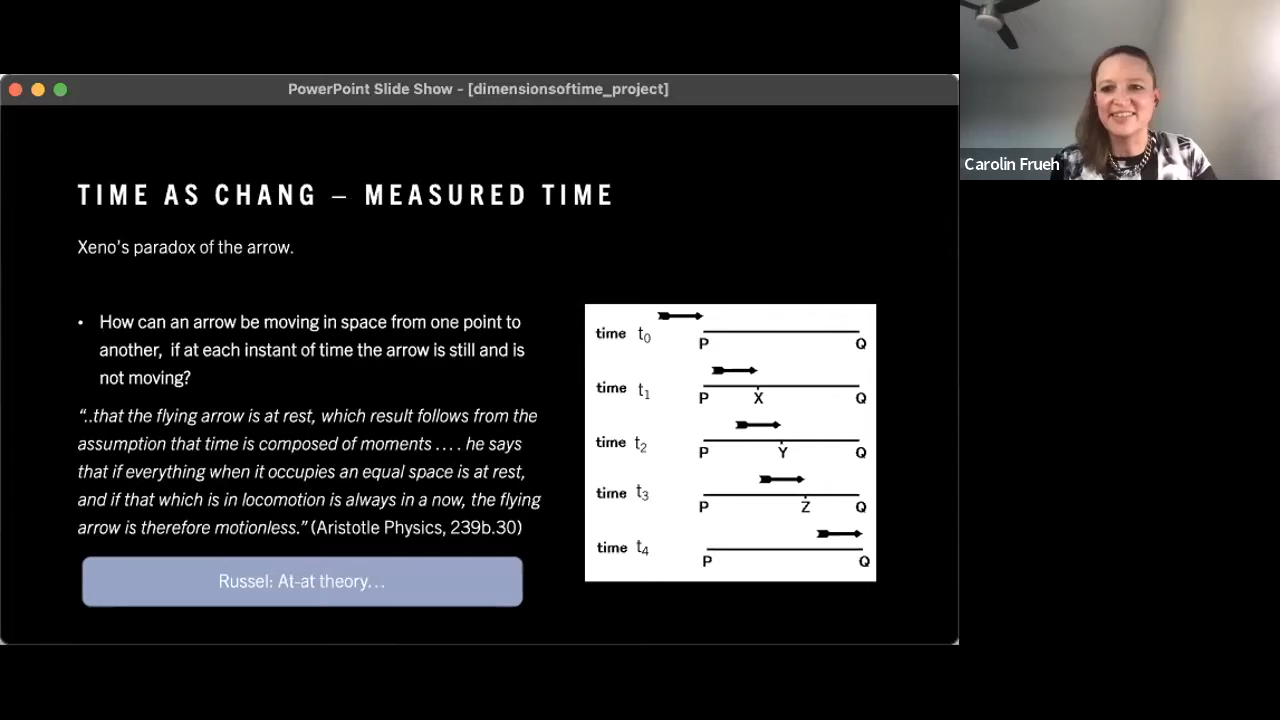 PowerPoint Slide Show - [dimensionsoftime_project]
Carolin Frueh
TIME AS CHANG – MEASURED TIME
Xeno's paradox of the arrow.
• How can an arrow be moving in space from one point to
another, if at each instant of time the arrow is still and is
not moving?
"..that the flying arrow is at rest, which result follows from the
assumption that time is composed of moments .... he says
that if everything when it occupies an equal space is at rest,
and if that which is in locomotion is always in a now, the flying
arrow is therefore motionless." (Aristotle Physics, 239b.30)
Russel: At-at theory...
time t0
P Q
time t1
P X Q
time t2
P Y Q
time t3
P Z Q
time t4
P Q